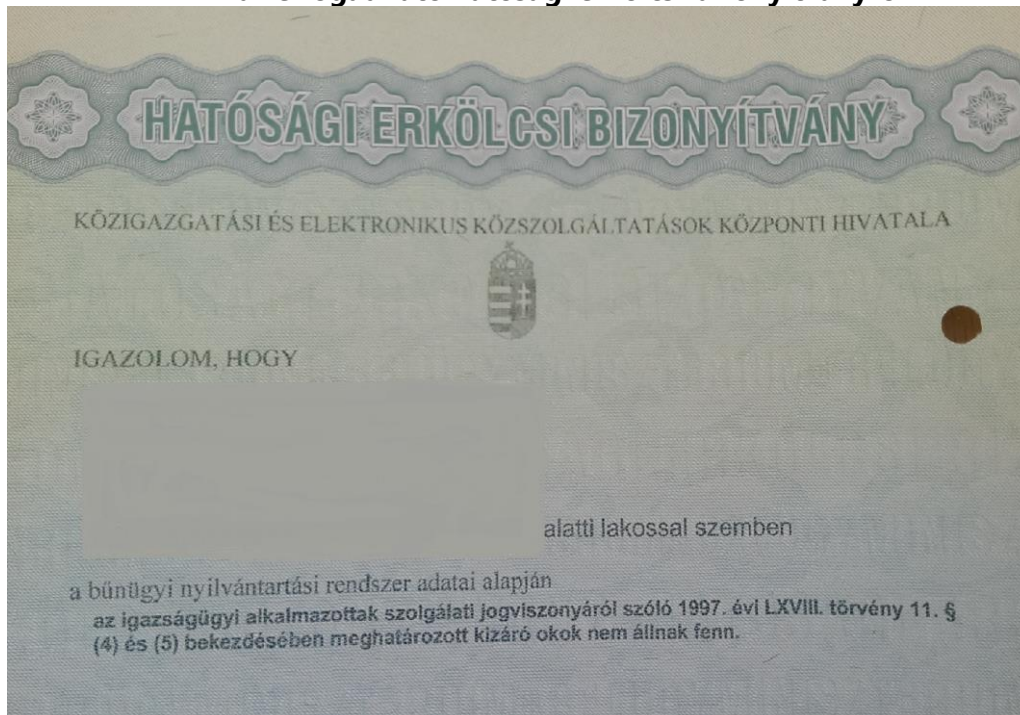 HATÓSÁGI ERKÖLCSI BIZONYÍTVÁNY
KÖZIGAZGATÁSI ÉS ELEKTRONIKUS KÖZSZOLGÁLTATÁSOK KÖZPONTI HIVATALA
IGAZOLOM, HOGY
alatti lakossal szemben
a bűnügyi nyilvántartási rendszer adatai alapján
az igazságügyi alkalmazottak szolgálati jogviszonyáról szóló 1997. évi LXVIII. törvény 11. §
(4) és (5) bekezdésében meghatározott kizáró okok nem állnak fenn.